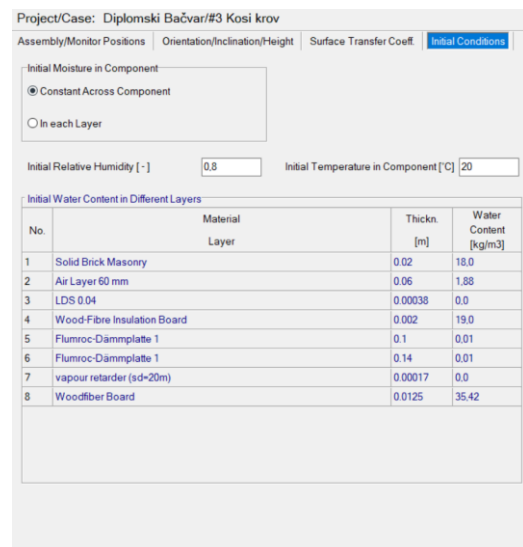 Project/Case: Diplomski Bačvar/#3 Kosi krov
Assembly/Monitor Positions Orientation/Inclination/Height Surface Transfer Coeff. Initial Conditions
Initial Moisture in Component
Constant Across Component
In each Layer
Initial Relative Humidity [ - ] 0,8 Initial Temperature in Component [°C] 20
Initial Water Content in Different Layers
No. Material Layer Thickn. [m] Water Content [kg/m3]
1 Solid Brick Masonry 0.02 18,0
2 Air Layer 60 mm 0.06 1,88
3 LDS 0.04 0.00038 0,0
4 Wood-Fibre Insulation Board 0.002 19,0
5 Flumroc-Dämmplatte 1 0.1 0,01
6 Flumroc-Dämmplatte 1 0.14 0,01
7 vapour retarder (sd=20m) 0.00017 0,0
8 Woodfiber Board 0.0125 35,42